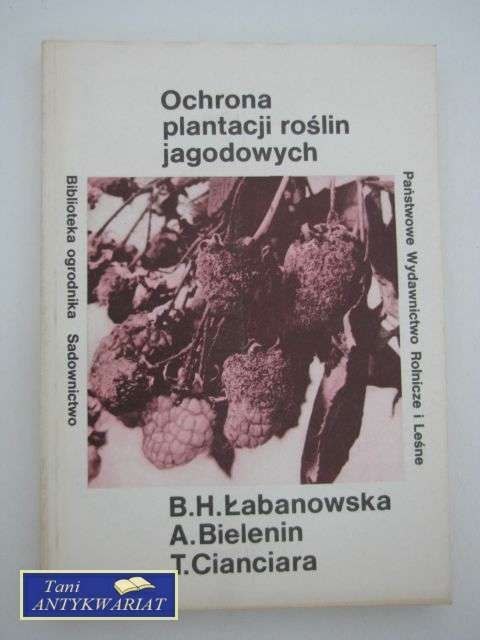 Ochrona
plantacji roślin
jagodowych
Biblioteka ogrodnika Sadownictwo
Państwowe Wydawnictwo Rolnicze i Leśne
B.H.Łabanowska
A.Bielenin
T.Cianciara
Tani
ANTYKWARIAT